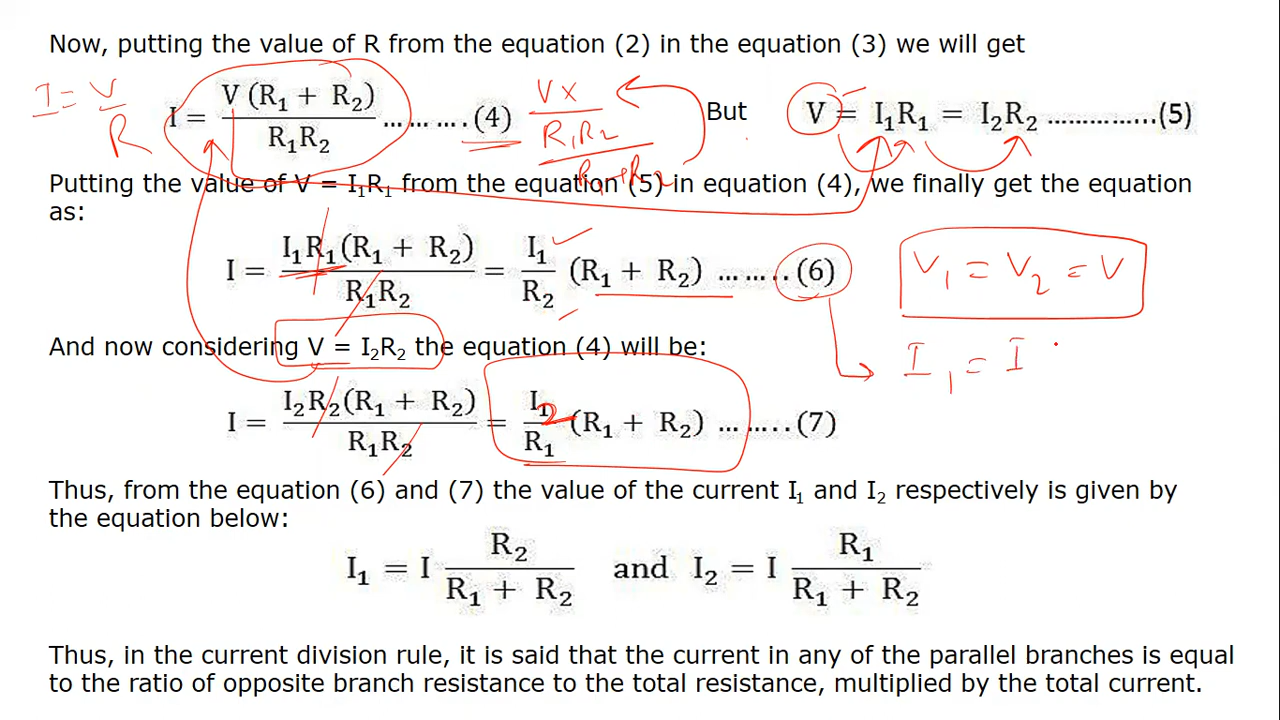 Now, putting the value of R from the equation (2) in the equation (3) we will get
I = V/R
I = V (R₁ + R₂) / R₁R₂ ... ... ... . (4)
V x / R₁R₂ / R₁+R₂
But V = I₁R₁ = I₂R₂ ...............(5)
Putting the value of V = I₁R₁ from the equation (5) in equation (4), we finally get the equation
as:
I = I₁R₁(R₁ + R₂) / R₁R₂ = I₁ / R₂ (R₁ + R₂) ... ... . . (6)
V₁ = V₂ = V
And now considering V = I₂R₂ the equation (4) will be:
I₁ = I
I = I₂R₂(R₁ + R₂) / R₁R₂ = I₂ / R₁ (R₁ + R₂) ... ... . . (7)
Thus, from the equation (6) and (7) the value of the current I₁ and I₂ respectively is given by
the equation below:
I₁ = I R₂ / R₁ + R₂ and I₂ = I R₁ / R₁ + R₂
Thus, in the current division rule, it is said that the current in any of the parallel branches is equal
to the ratio of opposite branch resistance to the total resistance, multiplied by the total current.